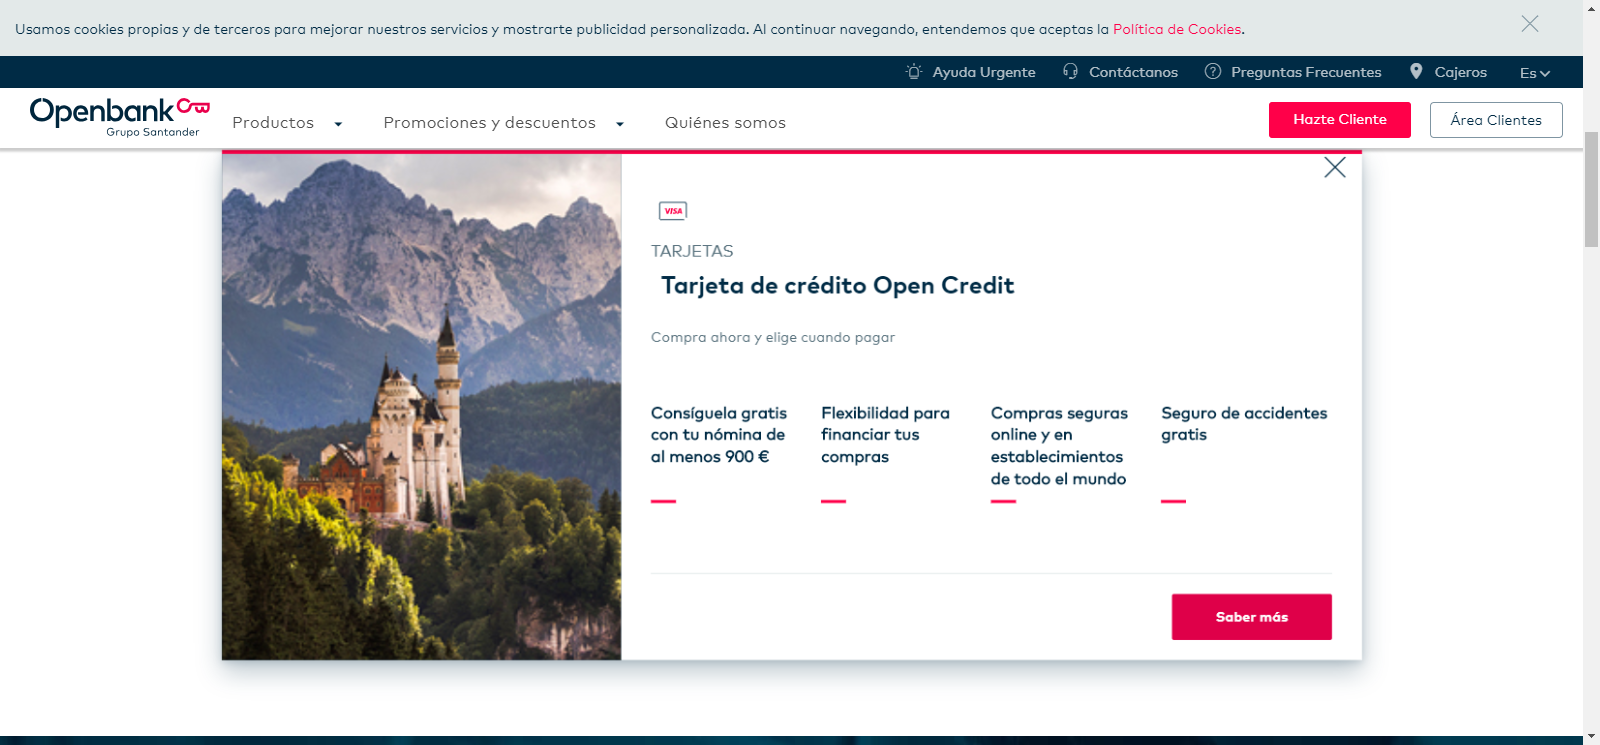 Usamos cookies propias y de terceros para mejorar nuestros servicios y mostrarte publicidad personalizada. Al continuar navegando, entendemos que aceptas la Política de Cookies.
Ayuda Urgente Contáctanos Preguntas Frecuentes Cajeros Es
Openbank
Grupo Santander
Productos Promociones y descuentos Quiénes somos Hazte Cliente Área Clientes
VISA
TARJETAS
Tarjeta de crédito Open Credit
Compra ahora y elige cuando pagar
Consíguela gratis
con tu nómina de
al menos 900 €
Flexibilidad para
financiar tus
compras
Compras seguras
online y en
establecimientos
de todo el mundo
Seguro de accidentes
gratis
Saber más